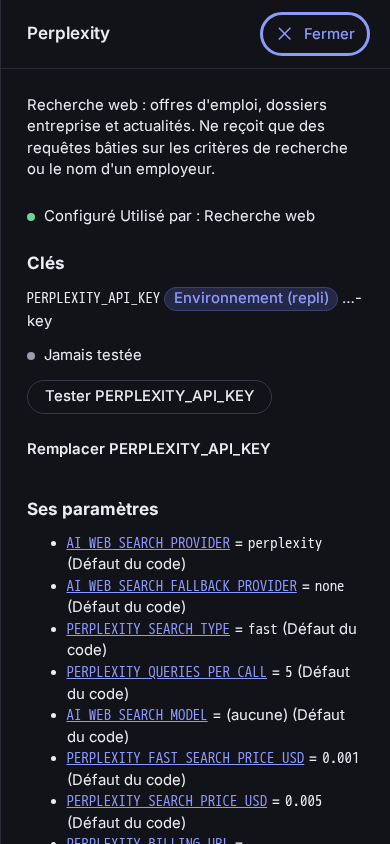 Perplexity
Fermer
Recherche web : offres d'emploi, dossiers
entreprise et actualités. Ne reçoit que des
requêtes bâties sur les critères de recherche
ou le nom d'un employeur.
Configuré Utilisé par : Recherche web
Clés
PERPLEXITY_API_KEY Environnement (repli) ...-
key
Jamais testée
Tester PERPLEXITY_API_KEY
Remplacer PERPLEXITY_API_KEY
Ses paramètres
AI_WEB_SEARCH_PROVIDER = perplexity
(Défaut du code)
AI_WEB_SEARCH_FALLBACK_PROVIDER = none
(Défaut du code)
PERPLEXITY_SEARCH_TYPE = fast (Défaut du
code)
PERPLEXITY_QUERIES_PER_CALL = 5 (Défaut
du code)
AI_WEB_SEARCH_MODEL = (aucune) (Défaut
du code)
PERPLEXITY_FAST_SEARCH_PRICE_USD = 0.001
(Défaut du code)
PERPLEXITY_SEARCH_PRICE_USD = 0.005
(Défaut du code)
PERPLEXITY_BILLING_URL =